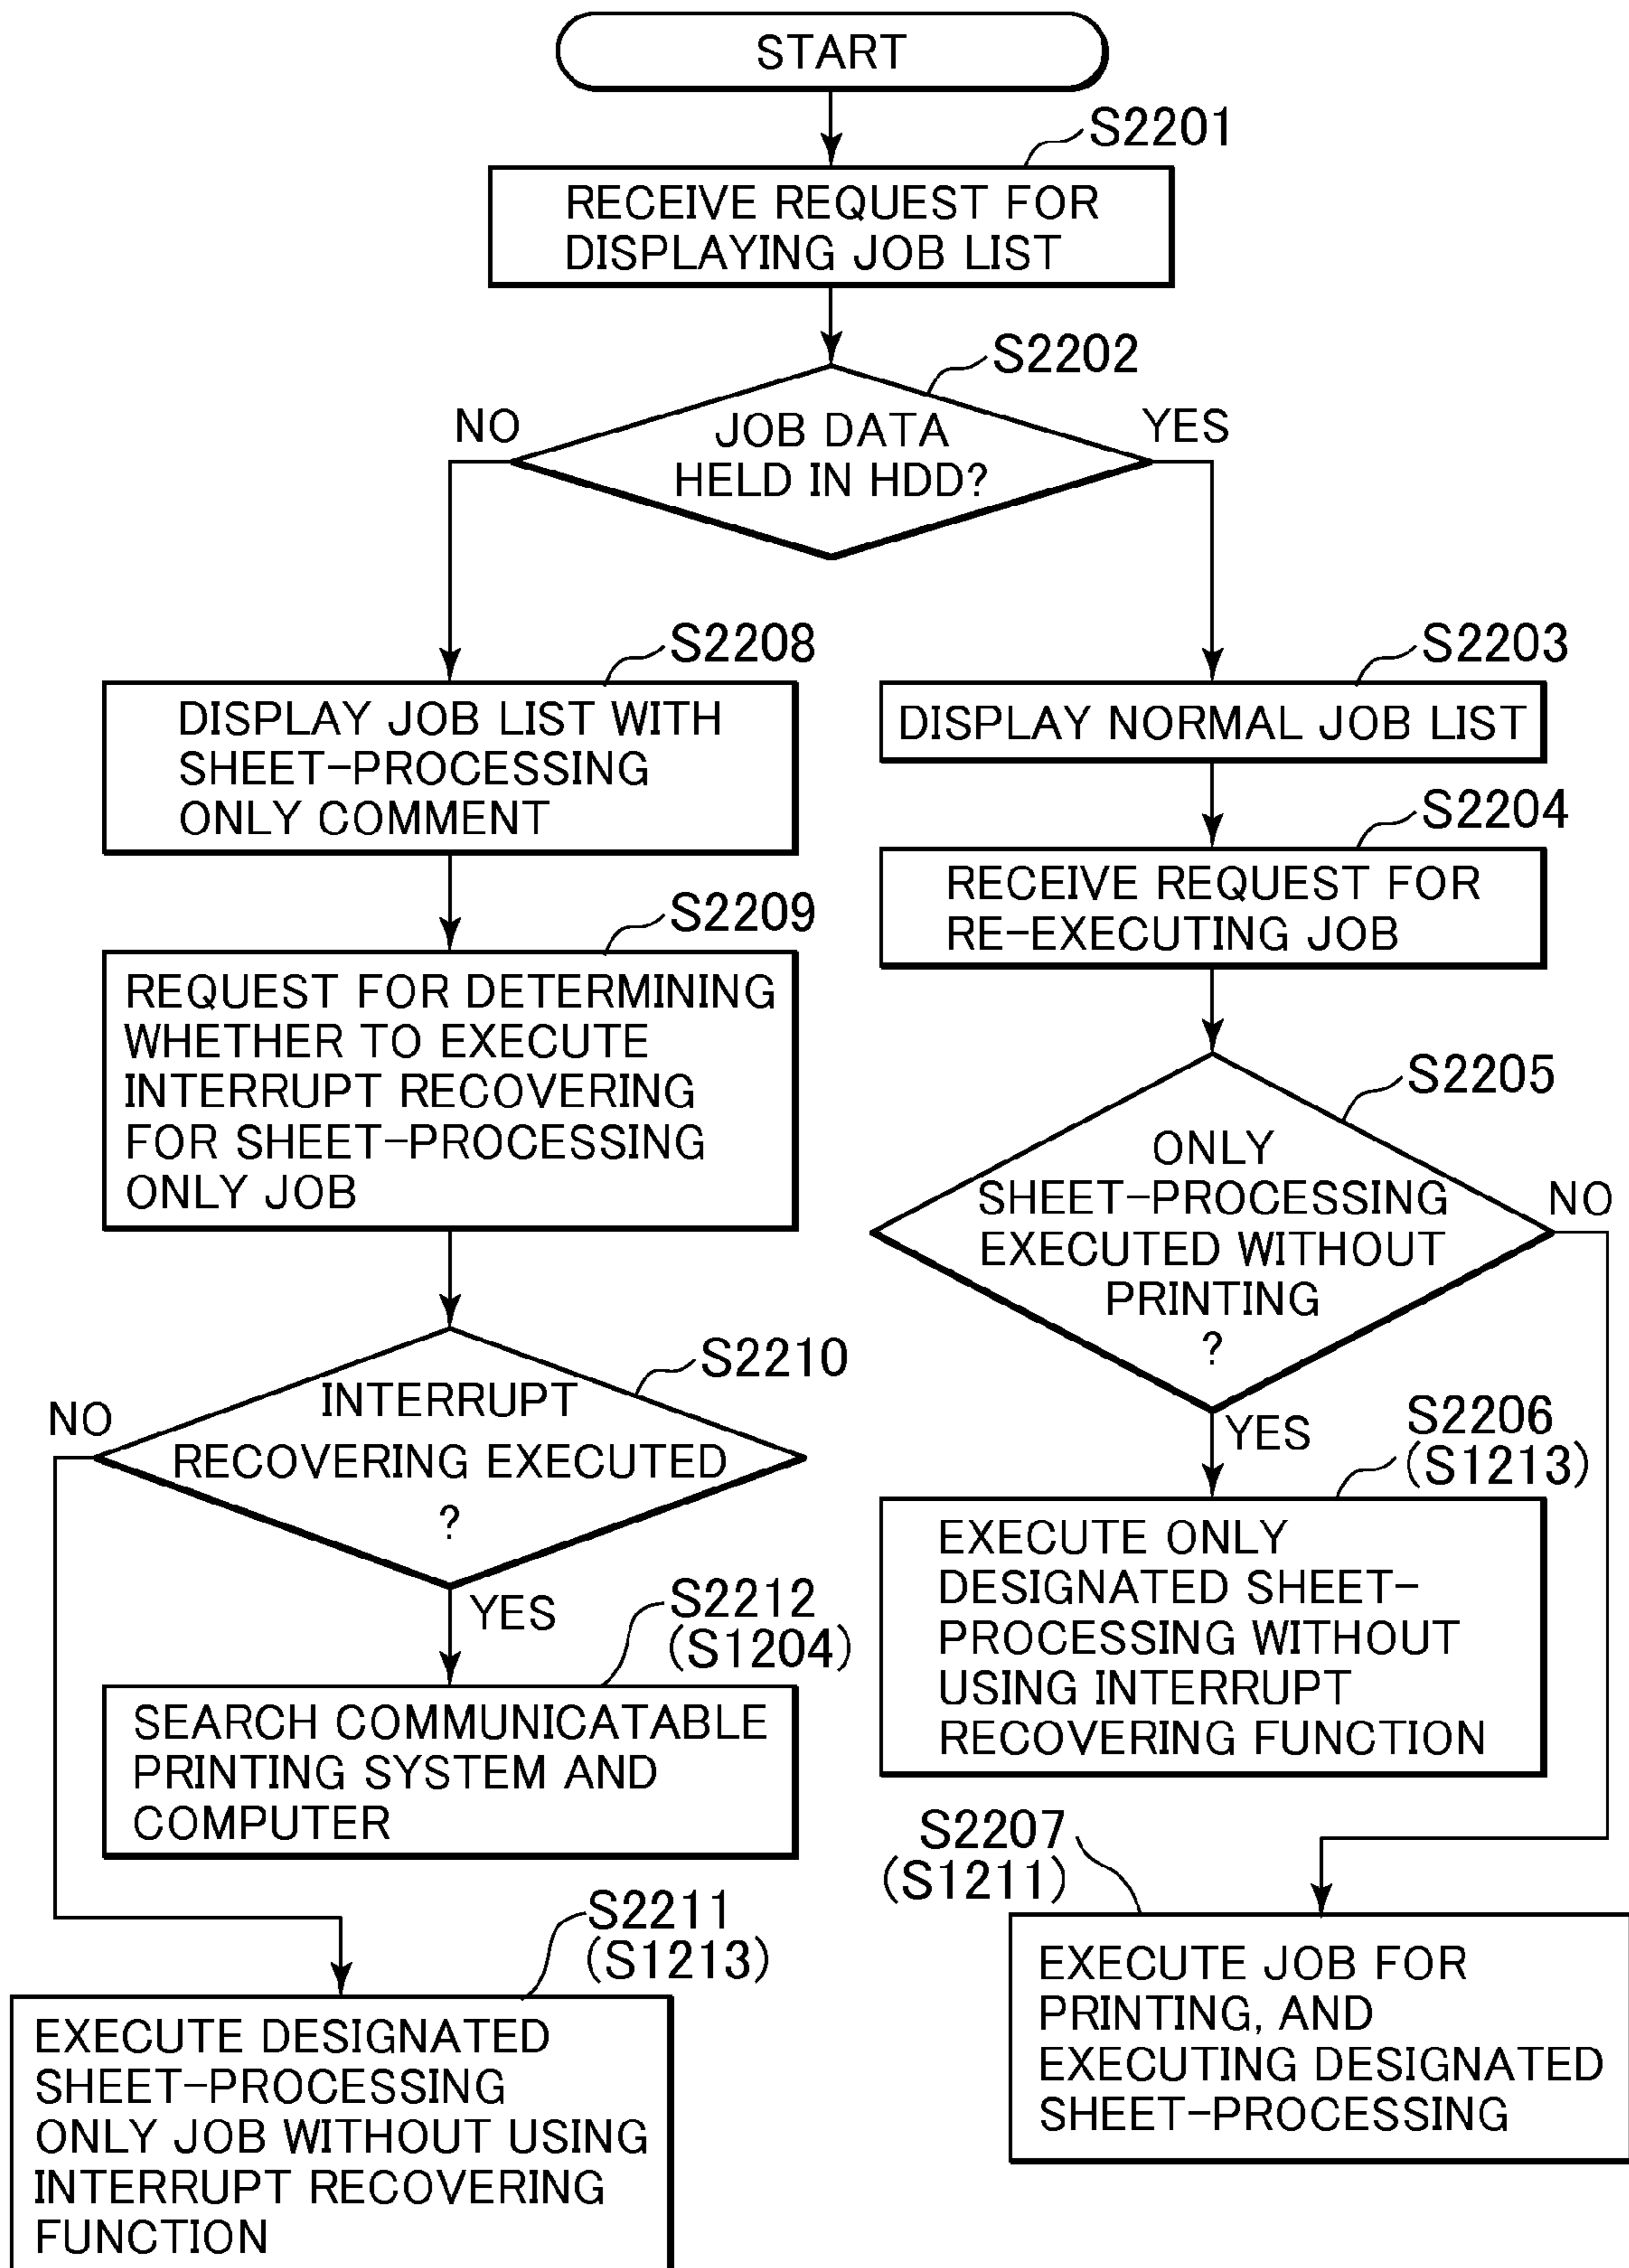 START
S2201
RECEIVE REQUEST FOR
DISPLAYING JOB LIST
S2202
NO
JOB DATA
HELD IN HDD?
YES
S2208
DISPLAY JOB LIST WITH
SHEET-PROCESSING
ONLY COMMENT
S2203
DISPLAY NORMAL JOB LIST
S2204
RECEIVE REQUEST FOR
RE-EXECUTING JOB
S2209
REQUEST FOR DETERMINING
WHETHER TO EXECUTE
INTERRUPT RECOVERING
FOR SHEET-PROCESSING
ONLY JOB
S2205
ONLY
SHEET-PROCESSING
EXECUTED WITHOUT
PRINTING
?
NO
YES
S2210
INTERRUPT
RECOVERING EXECUTED
?
NO
YES
S2206
(S1213)
EXECUTE ONLY
DESIGNATED SHEET-
PROCESSING WITHOUT
USING INTERRUPT
RECOVERING FUNCTION
S2212
(S1204)
SEARCH COMMUNICATABLE
PRINTING SYSTEM AND
COMPUTER
S2207
(S1211)
EXECUTE JOB FOR
PRINTING, AND
EXECUTING DESIGNATED
SHEET-PROCESSING
S2211
(S1213)
EXECUTE DESIGNATED
SHEET-PROCESSING
ONLY JOB WITHOUT USING
INTERRUPT RECOVERING
FUNCTION